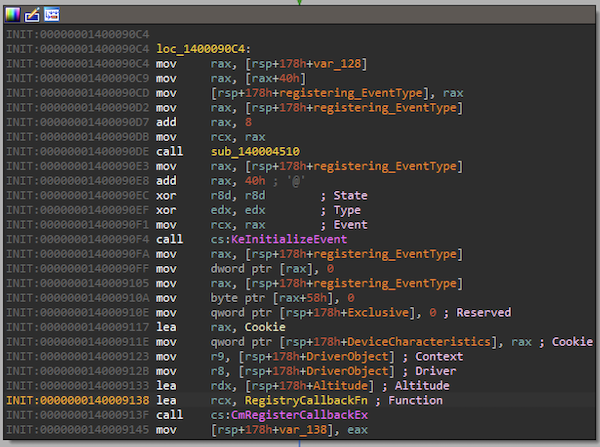 INIT:00000001400090C4
INIT:00000001400090C4 loc_1400090C4:
INIT:00000001400090C4 mov rax, [rsp+178h+var_128]
INIT:00000001400090C9 mov rax, [rax+40h]
INIT:00000001400090CD mov [rsp+178h+registering_EventType], rax
INIT:00000001400090D2 mov rax, [rsp+178h+registering_EventType]
INIT:00000001400090D7 add rax, 8
INIT:00000001400090DB mov rcx, rax
INIT:00000001400090DE call sub_140004510
INIT:00000001400090E3 mov rax, [rsp+178h+registering_EventType]
INIT:00000001400090E8 add rax, 40h ; '@'
INIT:00000001400090EC xor r8d, r8d ; State
INIT:00000001400090EF xor edx, edx ; Type
INIT:00000001400090F1 mov rcx, rax ; Event
INIT:00000001400090F4 call cs:KeInitializeEvent
INIT:00000001400090FA mov rax, [rsp+178h+registering_EventType]
INIT:00000001400090FF mov dword ptr [rax], 0
INIT:0000000140009105 mov rax, [rsp+178h+registering_EventType]
INIT:000000014000910A mov byte ptr [rax+58h], 0
INIT:000000014000910E mov qword ptr [rsp+178h+Exclusive], 0 ; Reserved
INIT:0000000140009117 lea rax, Cookie
INIT:000000014000911E mov qword ptr [rsp+178h+DeviceCharacteristics], rax ; Cookie
INIT:0000000140009123 mov r9, [rsp+178h+DriverObject] ; Context
INIT:000000014000912B mov r8, [rsp+178h+DriverObject] ; Driver
INIT:0000000140009133 lea rdx, [rsp+178h+Altitude] ; Altitude
INIT:0000000140009138 lea rcx, RegistryCallbackFn ; Function
INIT:000000014000913F call cs:CmRegisterCallbackEx
INIT:0000000140009145 mov [rsp+178h+var_138], eax